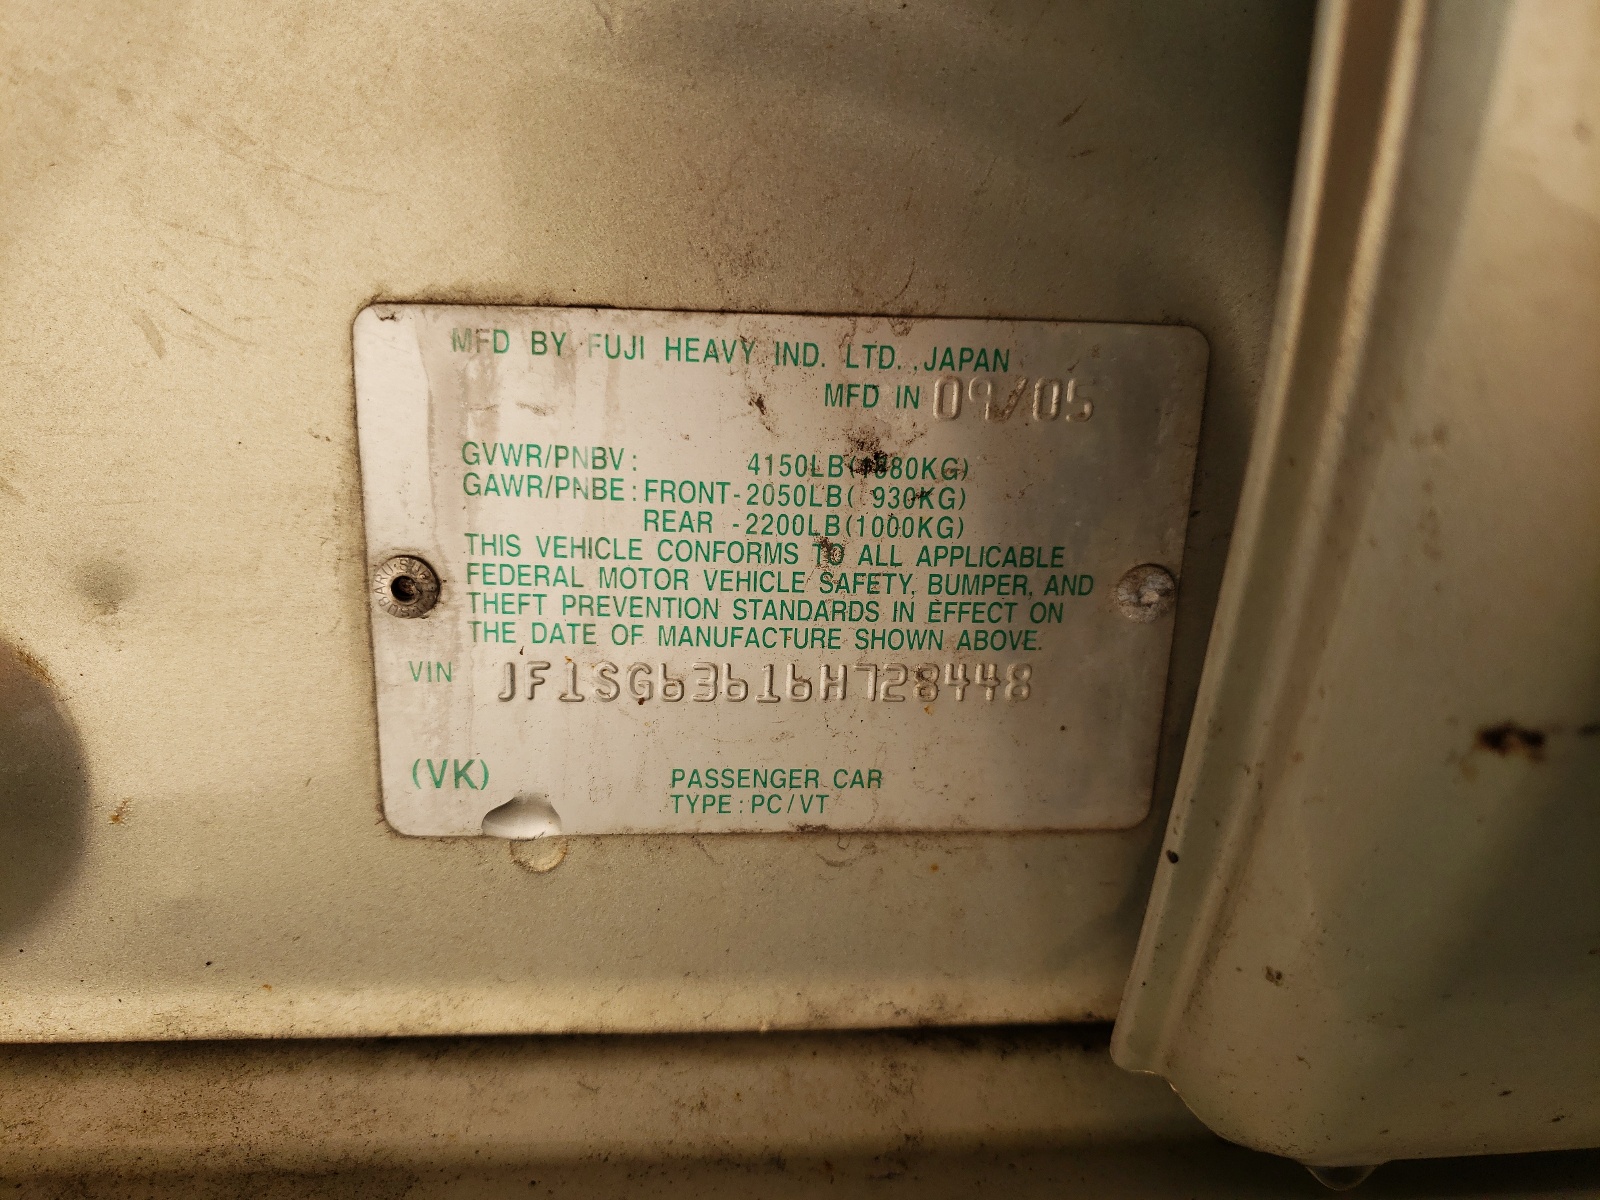 MFD BY FUJI HEAVY IND. LTD., JAPAN
MFD IN 09/05
GVWR/PNBV: 4150LB(1880KG)
GAWR/PNBE: FRONT-2050LB( 930KG)
REAR -2200LB(1000KG)
THIS VEHICLE CONFORMS TO ALL APPLICABLE
FEDERAL MOTOR VEHICLE SAFETY, BUMPER, AND
THEFT PREVENTION STANDARDS IN EFFECT ON
THE DATE OF MANUFACTURE SHOWN ABOVE.
VIN JF1SG63616H728448
(VK) PASSENGER CAR
TYPE: PC/VT